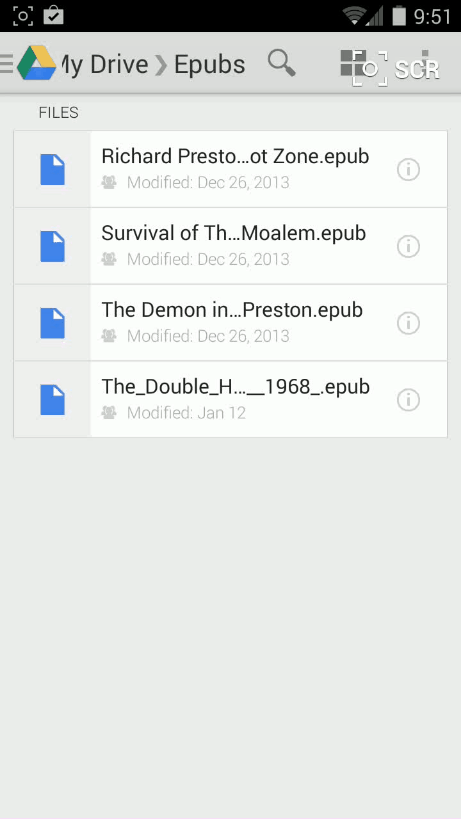 9:51
My Drive Epubs
SCR
FILES
Richard Presto...ot Zone.epub
Modified: Dec 26, 2013
Survival of Th...Moalem.epub
Modified: Dec 26, 2013
The Demon in...Preston.epub
Modified: Dec 26, 2013
The_Double_H...__1968_.epub
Modified: Jan 12